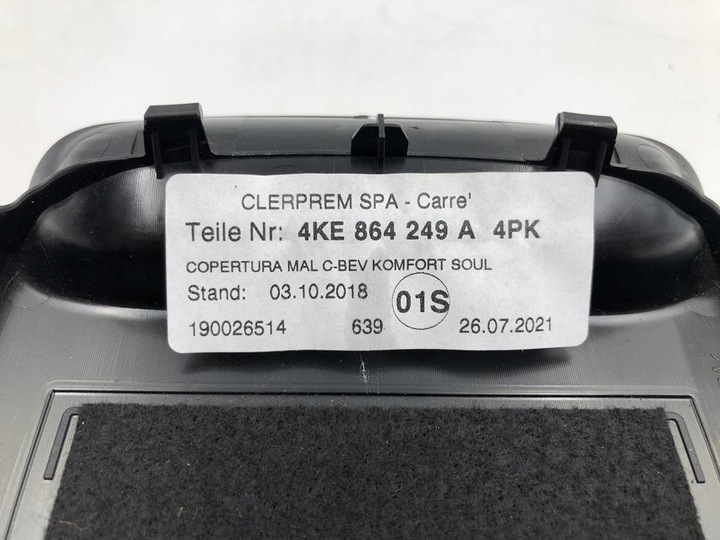 CLERPREM SPA - Carre'
Teile Nr: 4KE 864 249 A 4PK
COPERTURA MAL C-BEV KOMFORT SOUL
Stand: 03.10.2018 01S
190026514 639 26.07.2021